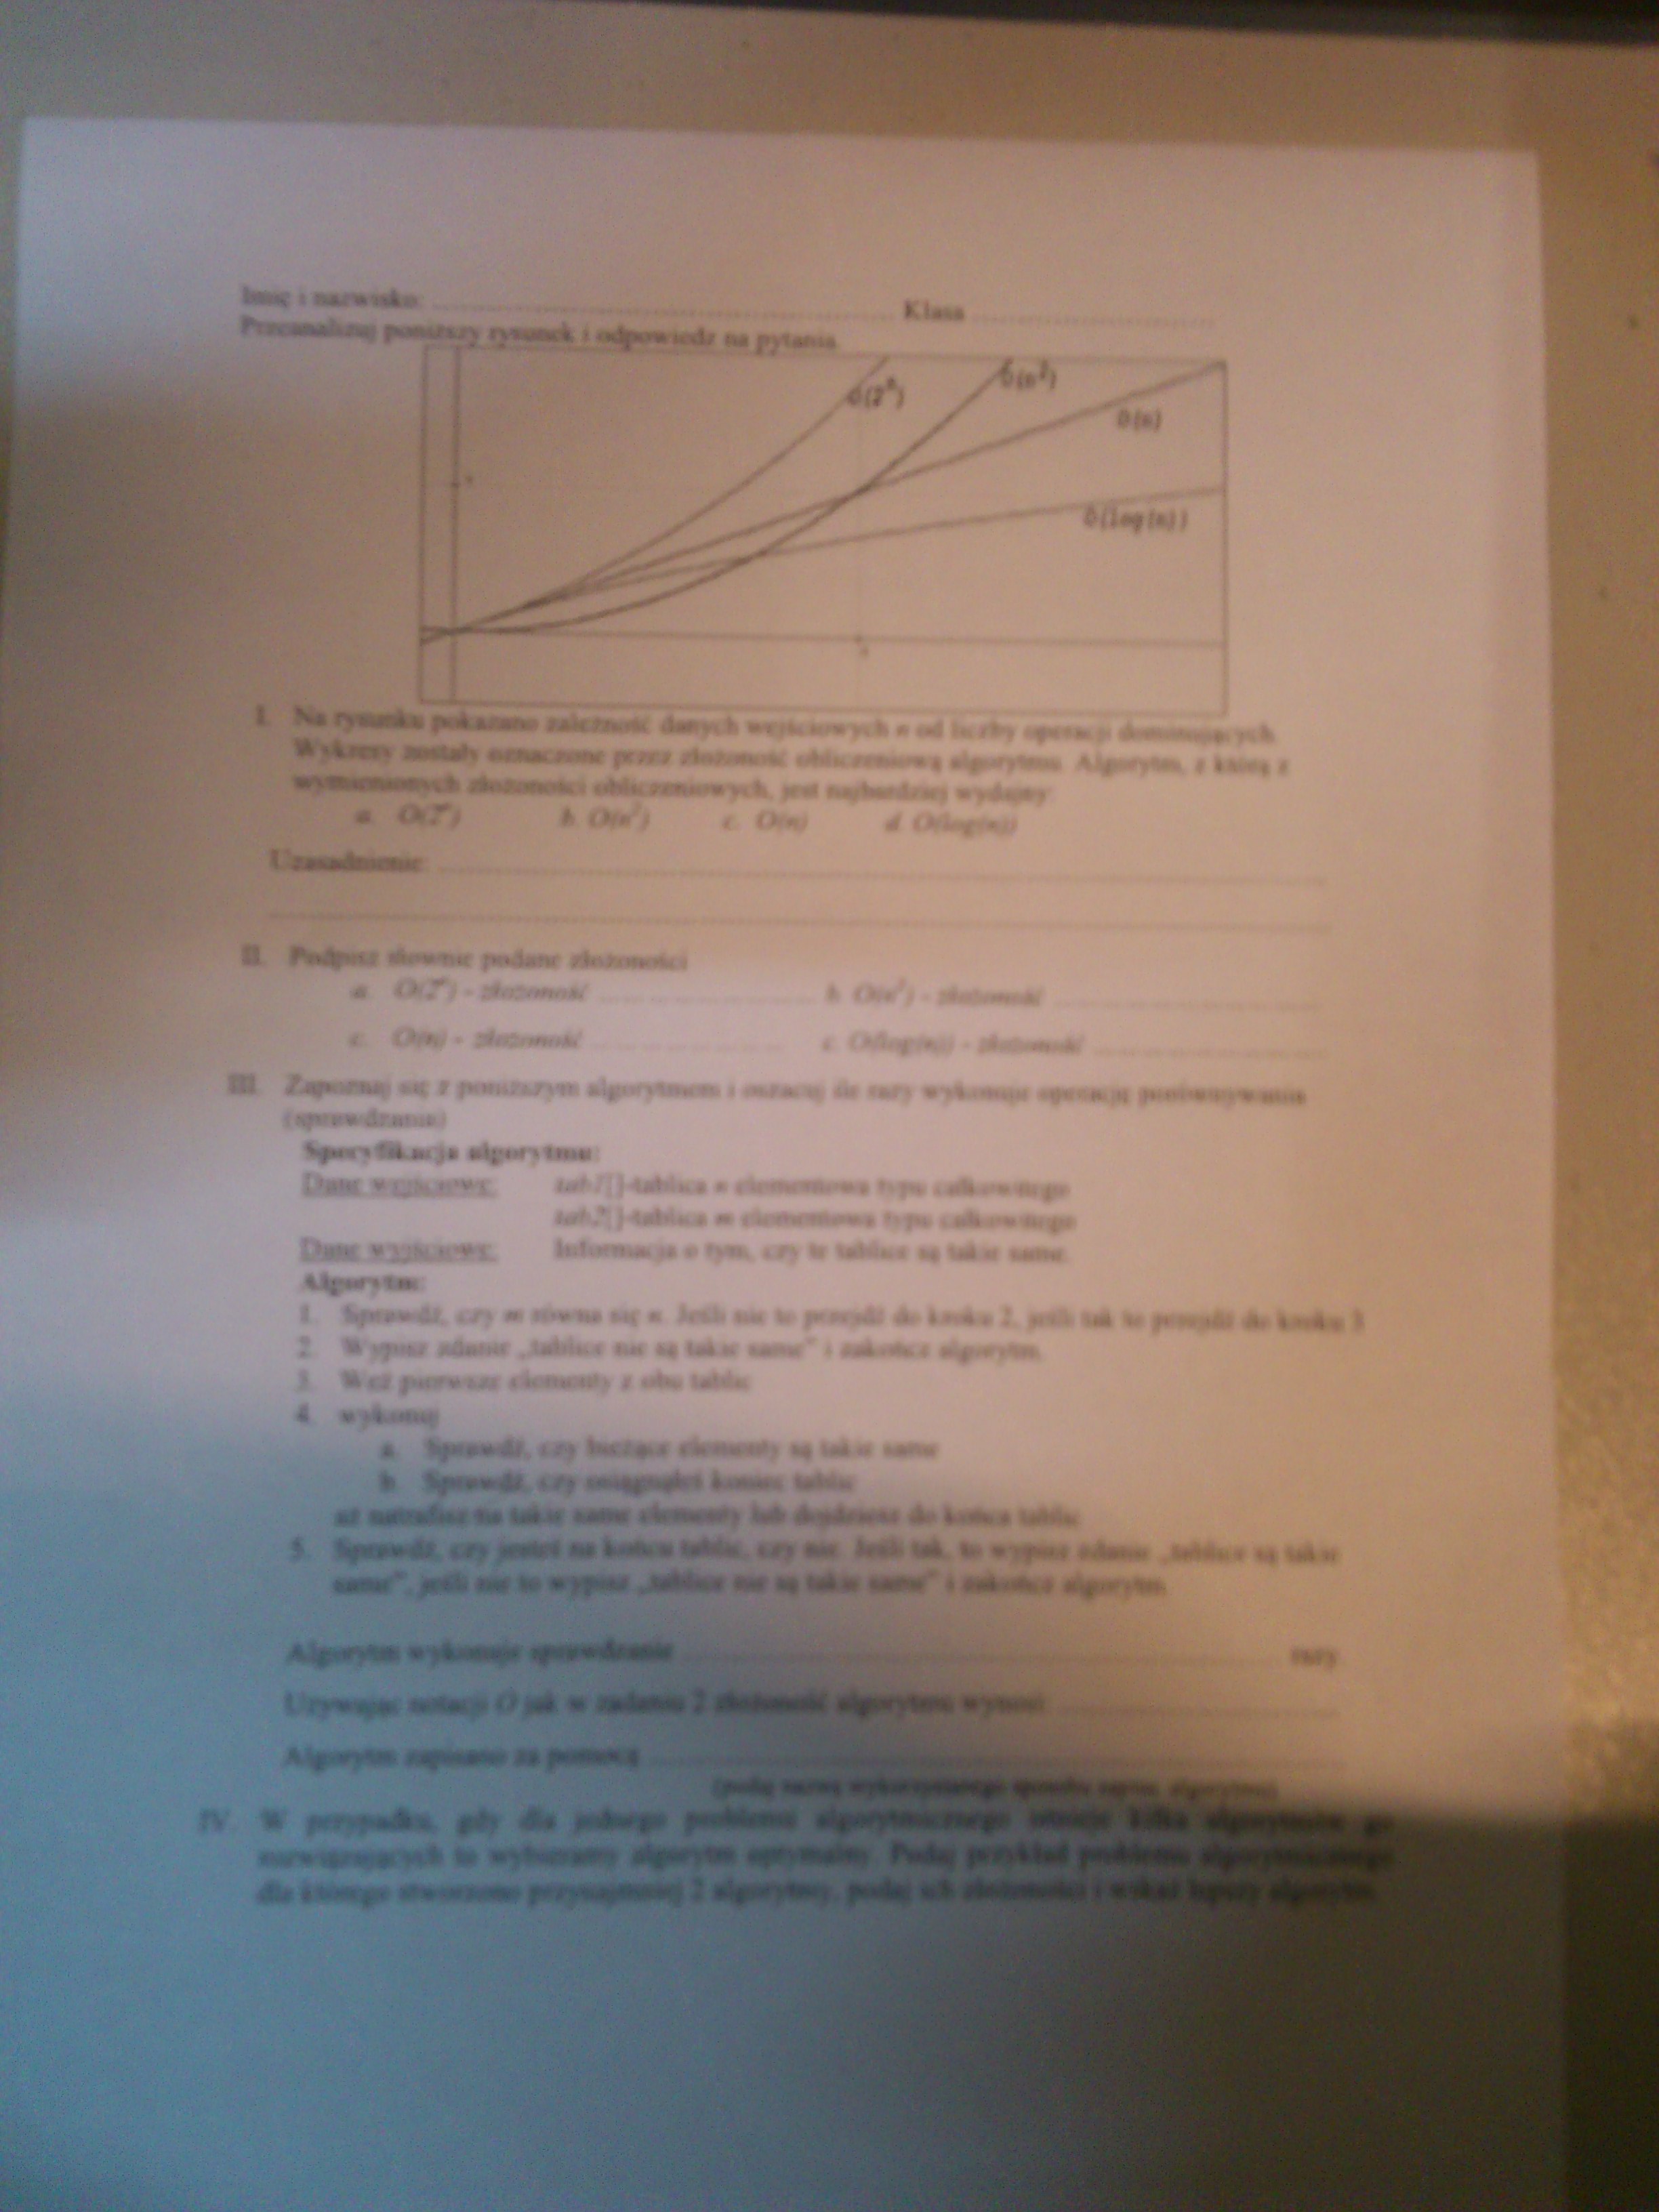 Imię i nazwisko: ........ Klasa ........
Przeanalizuj poniższy rysunek i odpowiedz na pytania.
O(2ⁿ)
O(n²)
O(n)
O(log(n))
I. Na rysunku pokazano zależność danych wejściowych n od liczby operacji dominujących.
Wykresy zostały oznaczone przez złożoność obliczeniową algorytmu. Algorytm, z którą z
wymienionych złożoności obliczeniowych, jest najbardziej wydajny:
a. O(2ⁿ) b. O(n²) c. O(n) d. O(log(n))
Uzasadnienie: ........
II. Podpisz słownie podane złożoności
a. O(2ⁿ) - złożoność ........ b. O(n²) - złożoność ........
c. O(n) - złożoność ........ c. O(log(n)) - złożoność ........
III. Zapoznaj się z poniższym algorytmem i oszacuj ile razy wykonuje operację porównywania
(sprawdzania)
Specyfikacja algorytmu:
Dane wejściowe: tab1[]-tablica n elementowa typu całkowitego
tab2[]-tablica m elementowa typu całkowitego
Dane wyjściowe: Informacja o tym, czy te tablice są takie same.
Algorytm:
1. Sprawdź, czy m równa się n. Jeśli nie to przejdź do kroku 2, jeśli tak to przejdź do kroku 3
2. Wypisz zdanie „tablice nie są takie same” i zakończ algorytm.
3. Weź pierwsze elementy z obu tablic
4. wykonuj
a. Sprawdź, czy bieżące elementy są takie same
b. Sprawdź, czy osiągnąłeś koniec tablic
aż natrafisz na takie same elementy lub dojdziesz do końca tablic
5. Sprawdź, czy jesteś na końcu tablic, czy nie. Jeśli tak, to wypisz zdanie „tablice są takie
same”, jeśli nie to wypisz „tablice nie są takie same” i zakończ algorytm.
Algorytm wykonuje sprawdzanie ........ razy.
Używając notacji O jak w zadaniu 2 złożoność algorytmu wynosi ........
Algorytm zapisano za pomocą ........
(podaj nazwę wykorzystanego sposobu zapisu algorytmu)
IV. W przypadku, gdy dla jednego problemu algorytmicznego istnieje kilka algorytmów go
rozwiązujących to wybieramy algorytm optymalny. Podaj przykład problemu algorytmicznego
dla którego stworzono przynajmniej 2 algorytmy, podaj ich złożoności i wskaż lepszy algorytm.